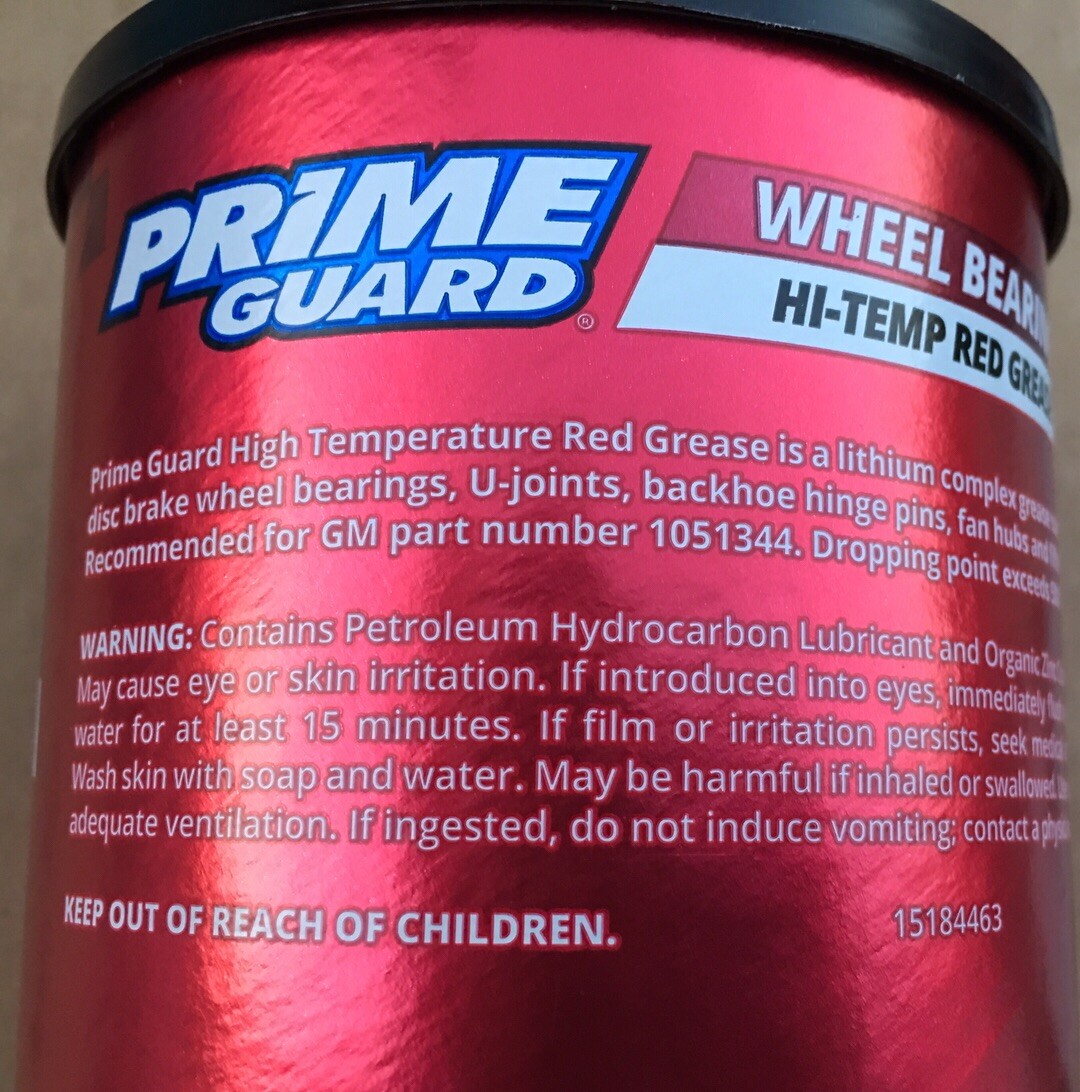 PRIME
GUARD
®
WHEEL
HI-TEMP RED
Prime Guard High Temperature Red Grease is a lithium complex grease
disc brake wheel bearings, U-joints, backhoe hinge pins, fan hubs and
Recommended for GM part number 1051344. Dropping point exceeds
WARNING: Contains Petroleum Hydrocarbon Lubricant and Organic
May cause eye or skin irritation. If introduced into eyes, immediately
water for at least 15 minutes. If film or irritation persists, seek
Wash skin with soap and water. May be harmful if inhaled or swallowed.
adequate ventilation. If ingested, do not induce vomiting; contact a
KEEP OUT OF REACH OF CHILDREN.
15184463